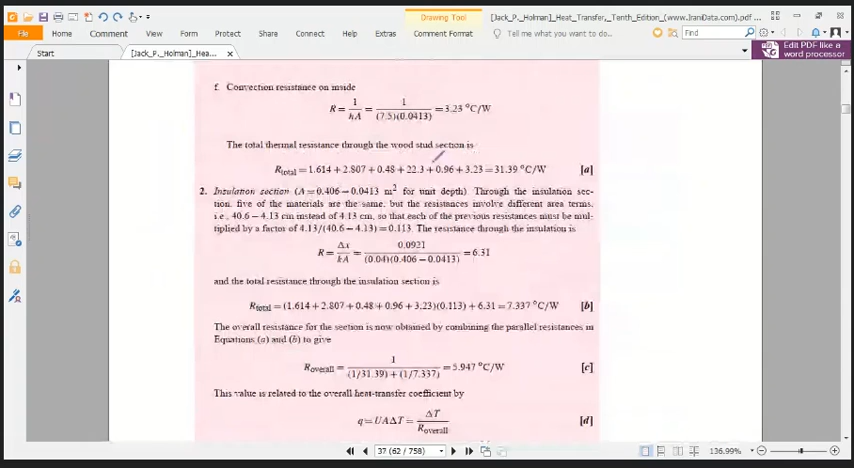 Drawing Tool
[Jack_P._Holman]_Heat_Transfer,_Tenth_Edition_(www.IranData.com).pdf ...
File Home Comment View Form Protect Share Connect Help Extras Comment Format Tell me what you want to do... Find
Start [Jack_P._Holman]_Hea... Edit PDF like a
word processor
f. Convection resistance on inside
R = 1/hA = 1/(7.5)(0.0413) = 3.23 °C/W
The total thermal resistance through the wood stud section is
Rtotal = 1.614 + 2.807 + 0.48 + 22.3 + 0.96 + 3.23 = 31.39 °C/W [a]
2. Insulation section (A = 0.406 − 0.0413 m² for unit depth). Through the insulation sec-
tion, five of the materials are the same, but the resistances involve different area terms,
i.e., 40.6 − 4.13 cm instead of 4.13 cm, so that each of the previous resistances must be mul-
tiplied by a factor of 4.13/(40.6 − 4.13) = 0.113. The resistance through the insulation is
R = Δx/kA = 0.0921/(0.04)(0.406 − 0.0413) = 6.31
and the total resistance through the insulation section is
Rtotal = (1.614 + 2.807 + 0.48 + 0.96 + 3.23)(0.113) + 6.31 = 7.337 °C/W [b]
The overall resistance for the section is now obtained by combining the parallel resistances in
Equations (a) and (b) to give
Roverall = 1/(1/31.39) + (1/7.337) = 5.947 °C/W [c]
This value is related to the overall heat-transfer coefficient by
q = UAΔT = ΔT/Roverall [d]
37 (62 / 758) 136.99%